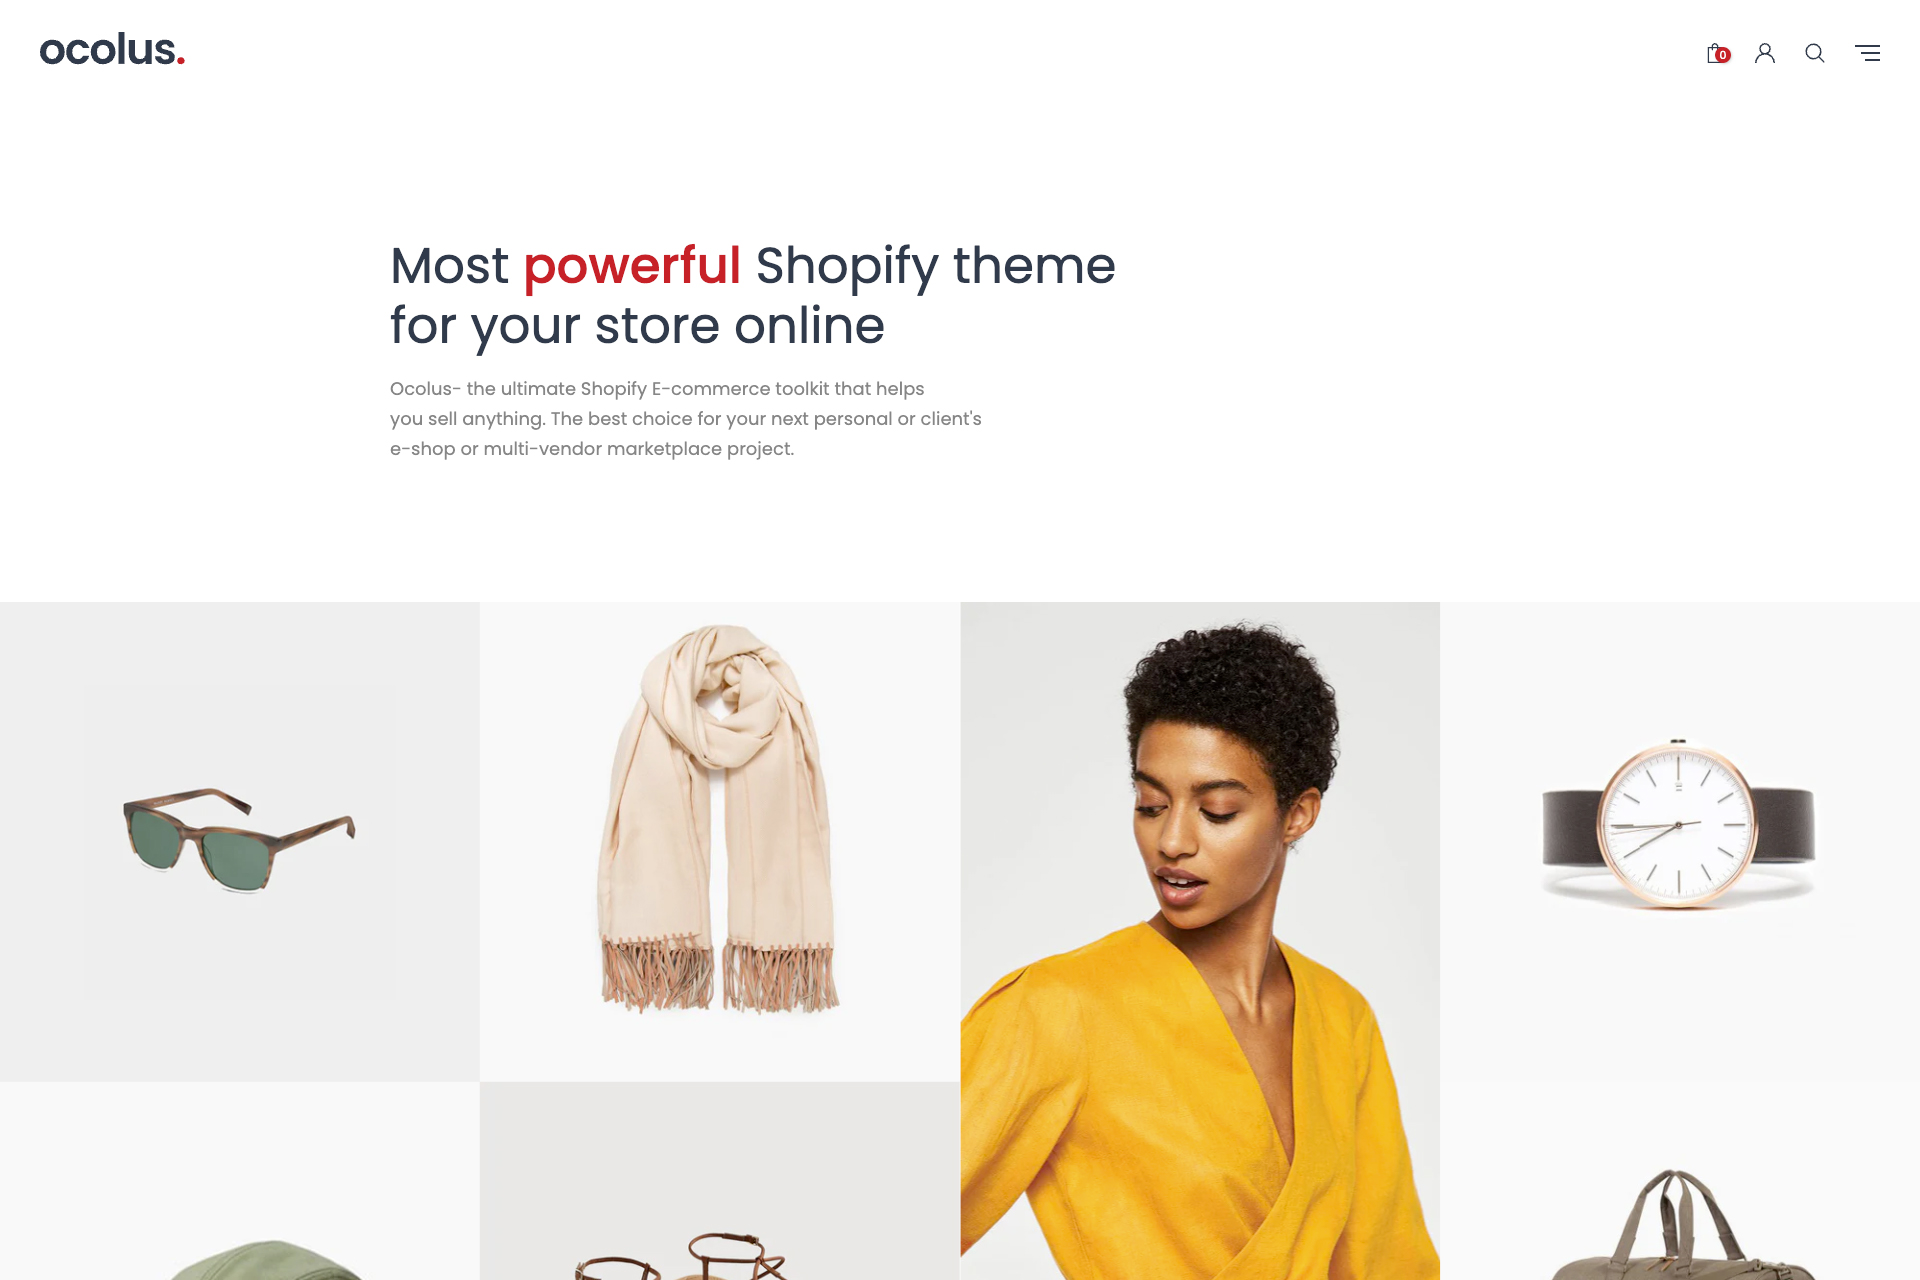 ocolus.
0
Most powerful Shopify theme
for your store online
Ocolus- the ultimate Shopify E-commerce toolkit that helps
you sell anything. The best choice for your next personal or client's
e-shop or multi-vendor marketplace project.